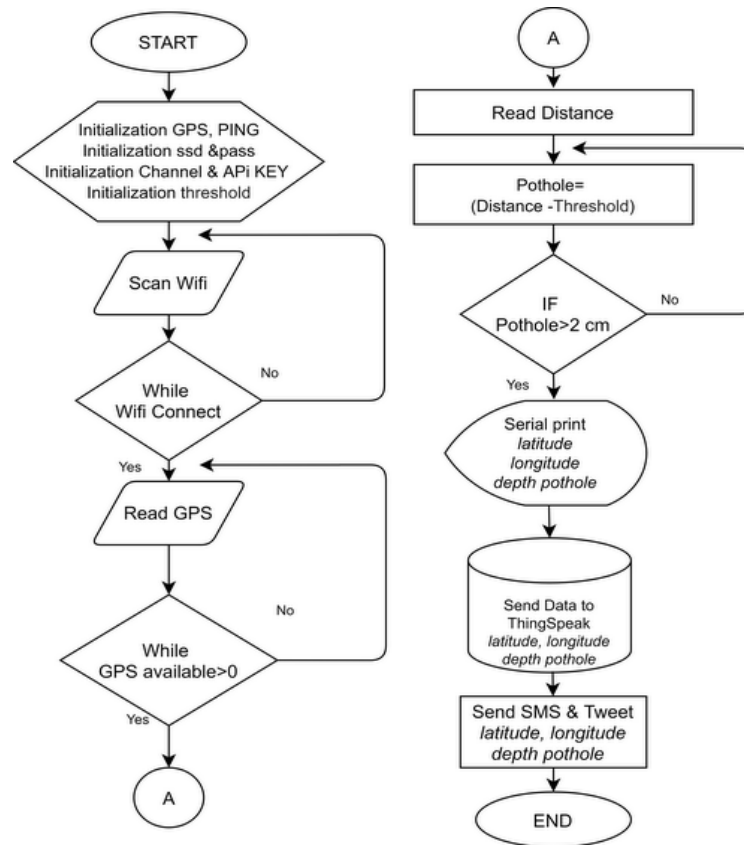 START
Initialization GPS, PING
Initialization ssd &pass
Initialization Channel & APi KEY
Initialization threshold
Scan Wifi
No
While
Wifi Connect
Yes
Read GPS
No
While
GPS available>0
Yes
A
A
Read Distance
Pothole=
(Distance -Threshold)
No
IF
Pothole>2 cm
Yes
Serial print
latitude
longitude
depth pothole
Send Data to
ThingSpeak
latitude, longitude
depth pothole
Send SMS & Tweet
latitude, longitude
depth pothole
END